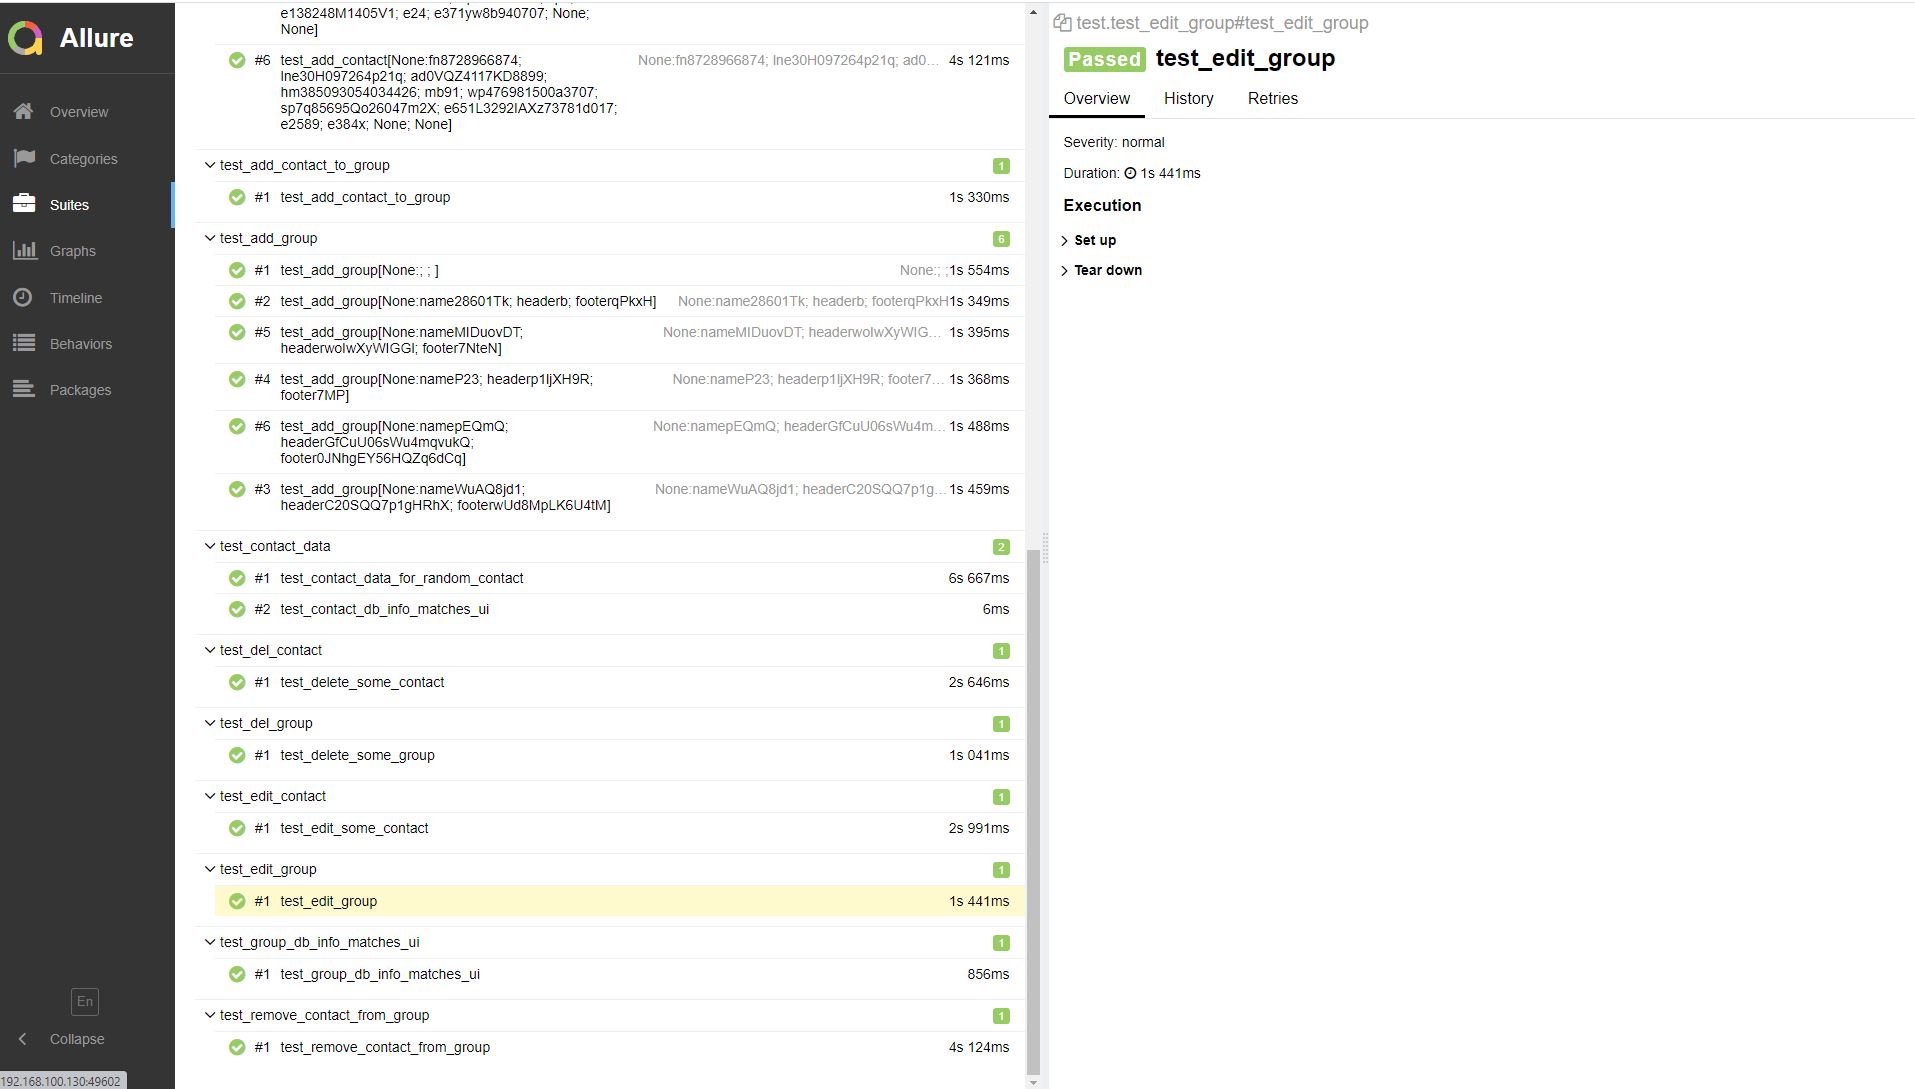 Allure
Overview
Categories
Suites
Graphs
Timeline
Behaviors
Packages
En
Collapse
192.168.100.130:49602
e138248M1405V1; e24; e371yw8b940707; None;
None]
#6 test_add_contact[None:fn8728966874; None:fn8728966874; lne30H097264p21q; ad0... 4s 121ms
lne30H097264p21q; ad0VQZ4117KD8899;
hm385093054034426; mb91; wp476981500a3707;
sp7q85695Qo26047m2X; e651L3292IAXz73781d017;
e2589; e384x; None; None]
test_add_contact_to_group 1
#1 test_add_contact_to_group 1s 330ms
test_add_group 6
#1 test_add_group[None:; ; ] None:; ; 1s 554ms
#2 test_add_group[None:name28601Tk; headerb; footerqPkxH] None:name28601Tk; headerb; footerqPkxH 1s 349ms
#5 test_add_group[None:nameMIDuovDT; None:nameMIDuovDT; headerwoIwXyWIG... 1s 395ms
headerwoIwXyWIGGI; footer7NteN]
#4 test_add_group[None:nameP23; headerp1IjXH9R; None:nameP23; headerp1IjXH9R; footer7... 1s 368ms
footer7MP]
#6 test_add_group[None:namepEQmQ; None:namepEQmQ; headerGfCuU06sWu4m... 1s 488ms
headerGfCuU06sWu4mqvukQ;
footer0JNhgEY56HQZq6dCq]
#3 test_add_group[None:nameWuAQ8jd1; None:nameWuAQ8jd1; headerC20SQQ7p1g... 1s 459ms
headerC20SQQ7p1gHRhX; footerwUd8MpLK6U4tM]
test_contact_data 2
#1 test_contact_data_for_random_contact 6s 667ms
#2 test_contact_db_info_matches_ui 6ms
test_del_contact 1
#1 test_delete_some_contact 2s 646ms
test_del_group 1
#1 test_delete_some_group 1s 041ms
test_edit_contact 1
#1 test_edit_some_contact 2s 991ms
test_edit_group 1
#1 test_edit_group 1s 441ms
test_group_db_info_matches_ui 1
#1 test_group_db_info_matches_ui 856ms
test_remove_contact_from_group 1
#1 test_remove_contact_from_group 4s 124ms
test.test_edit_group#test_edit_group
Passed test_edit_group
Overview History Retries
Severity: normal
Duration: 1s 441ms
Execution
Set up
Tear down